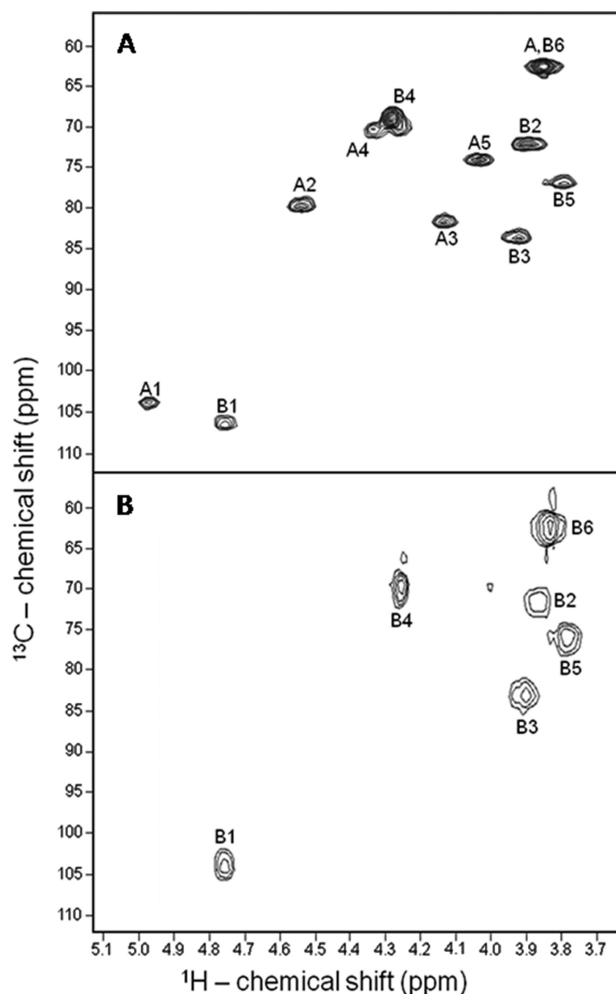 A
A,B6
B4
A4
A5
B2
A2
B5
A3
B3
A1
B1
60
65
70
75
80
85
90
95
100
105
110
B
B6
B2
B4
B5
B3
B1
60
65
70
75
80
85
90
95
100
105
110
¹³C – chemical shift (ppm)
5.1 5.0 4.9 4.8 4.7 4.6 4.5 4.4 4.3 4.2 4.1 4.0 3.9 3.8 3.7
¹H – chemical shift (ppm)